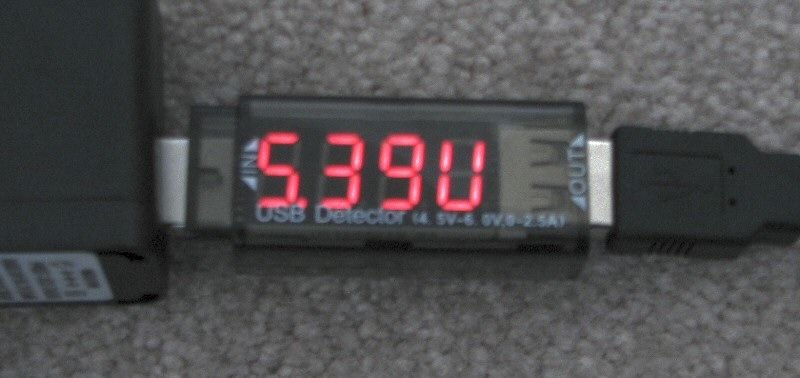 IN
5.39U
OUT
USB Detector (4.5V-6.0V,0-2.5A)